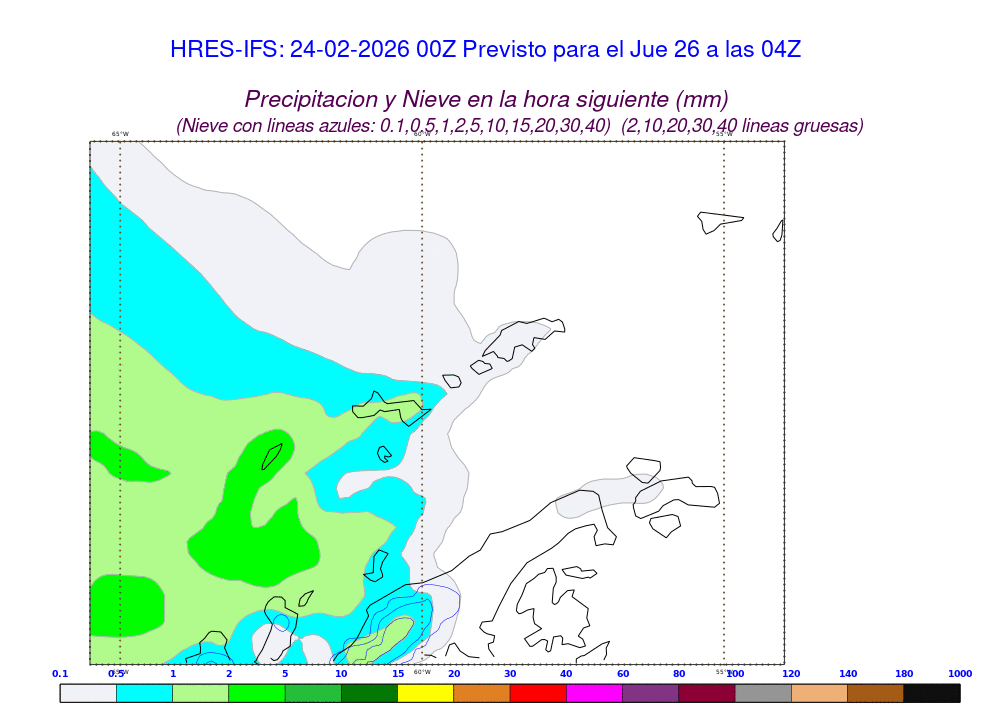 HRES-IFS: 24-02-2026 00Z Previsto para el Jue 26 a las 04Z
Precipitacion y Nieve en la hora siguiente (mm)
(Nieve con lineas azules: 0.1,0.5,1,2,5,10,15,20,30,40)  (2,10,20,30,40 lineas gruesas)
65°W 60°W 55°W
65°W 60°W 55°W
0.1 0.5 1 2 5 10 15 20 30 40 60 80 100 120 140 180 1000